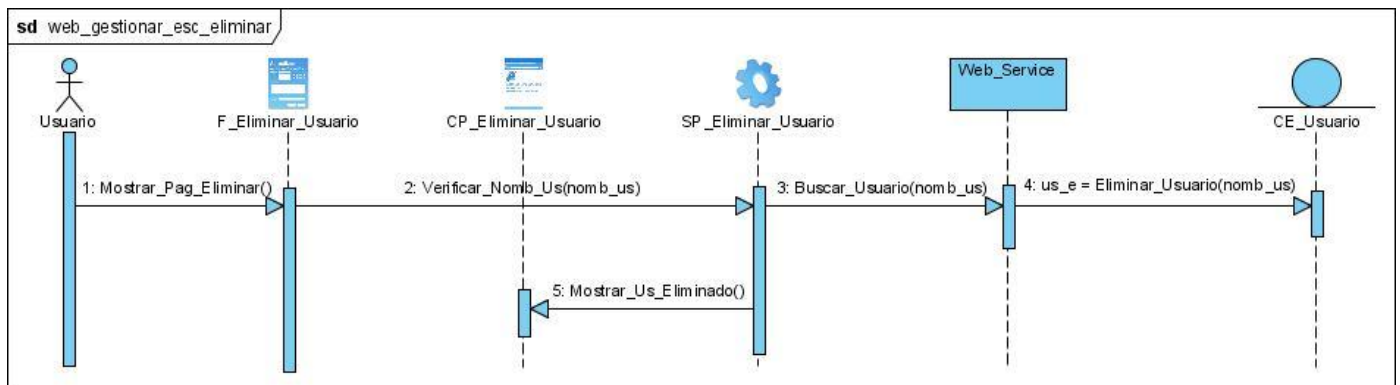 sd web_gestionar_esc_eliminar
Web_Service
Usuario
F_Eliminar_Usuario
CP_Eliminar_Usuario
SP_Eliminar_Usuario
CE_Usuario
1: Mostrar_Pag_Eliminar()
2: Verificar_Nomb_Us(nomb_us)
3: Buscar_Usuario(nomb_us)
4: us_e = Eliminar_Usuario(nomb_us)
5: Mostrar_Us_Eliminado()